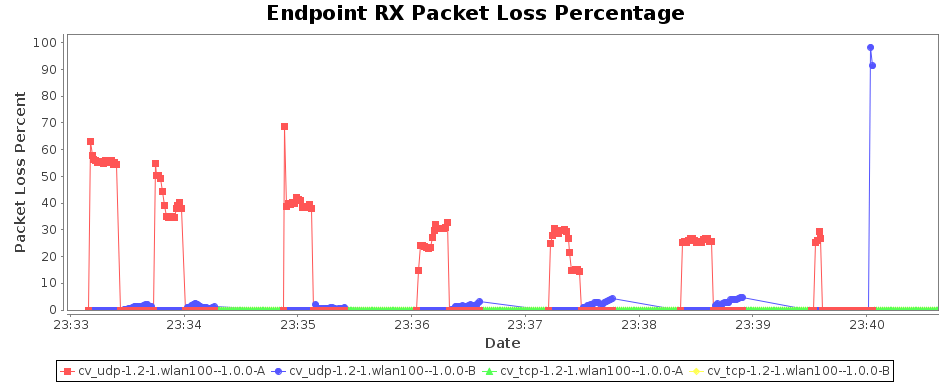 Endpoint RX Packet Loss Percentage
Packet Loss Percent
100
90
80
70
60
50
40
30
20
10
0
23:33 23:34 23:35 23:36 23:37 23:38 23:39 23:40
Date
cv_udp-1.2-1.wlan100--1.0.0-A cv_udp-1.2-1.wlan100--1.0.0-B cv_tcp-1.2-1.wlan100--1.0.0-A cv_tcp-1.2-1.wlan100--1.0.0-B